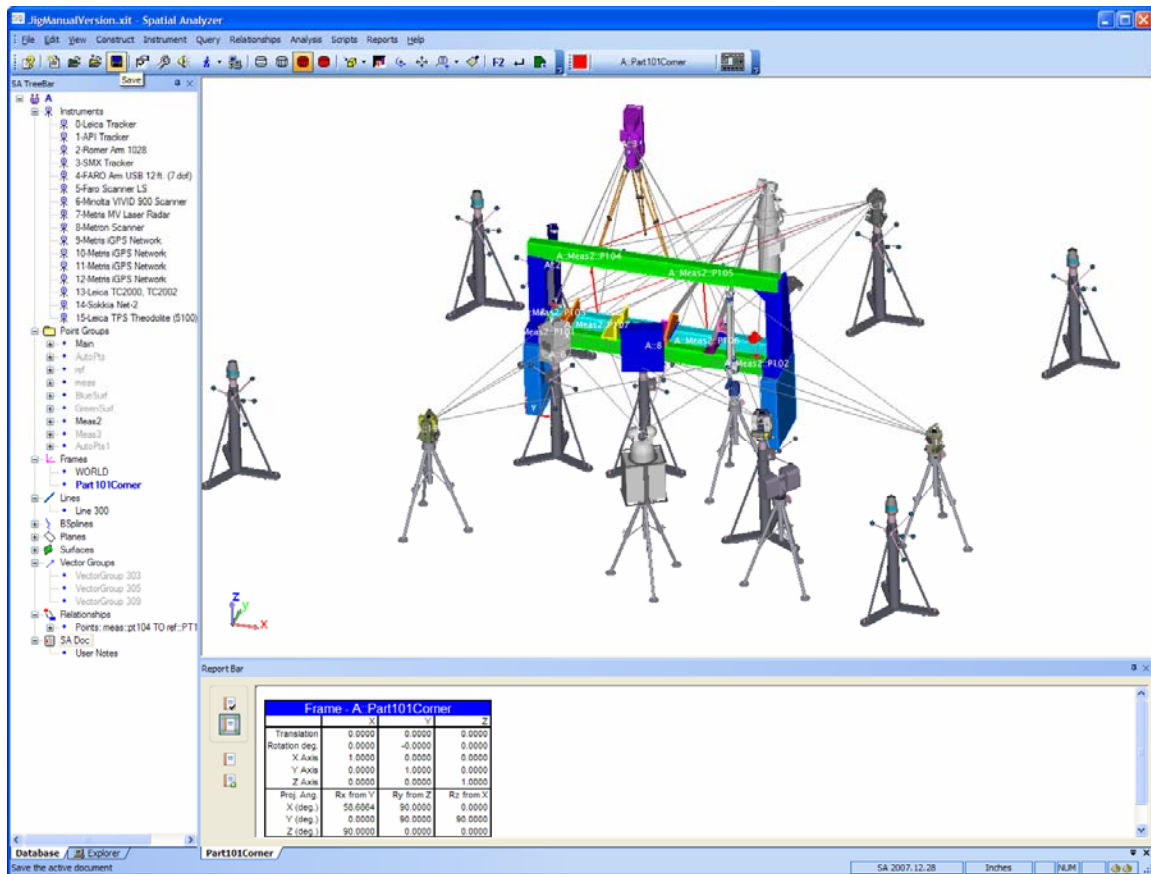 JigManualVersion.xit - Spatial Analyzer
File Edit View Construct Instrument Query Relationships Analysis Scripts Reports Help
F2 A::Part101Corner
Save
SA TreeBar
A
Instruments
0-Leica Tracker
1-API Tracker
2-Romer Arm 1028
3-SMX Tracker
4-FARO Arm USB 12 ft. (7 dof)
5-Faro Scanner LS
6-Minolta VIVID 900 Scanner
7-Metris MV Laser Radar
8-Metron Scanner
9-Metris iGPS Network
10-Metris iGPS Network
11-Metris iGPS Network
12-Metris iGPS Network
13-Leica TC2000, TC2002
14-Sokkia Net-2
15-Leica TPS Theodolite (S100)
Point Groups
Main
AutoPts
ref
meas
BlueSurf
GreenSurf
Meas2
Meas3
AutoPts1
Frames
WORLD
Part101Corner
Lines
Line 300
BSplines
Planes
Surfaces
Vector Groups
VectorGroup 303
VectorGroup 305
VectorGroup 309
Relationships
Points: meas::pt104 TO ref::PT1
SA Doc
User Notes
Database Explorer
A::Meas2::P104
A::Meas2::P105
A::8
A::Meas2::P106
A::Meas2::P102
Y
Z
y
X
Report Bar
Frame - A::Part101Corner
X Y Z
Translation 0.0000 0.0000 0.0000
Rotation deg. 0.0000 -0.0000 0.0000
X Axis 1.0000 0.0000 0.0000
Y Axis 0.0000 1.0000 0.0000
Z Axis 0.0000 0.0000 1.0000
Proj. Ang. Rx from Y Ry from Z Rz from X
X (deg.) 58.6864 90.0000 0.0000
Y (deg.) 0.0000 90.0000 90.0000
Z (deg.) 90.0000 0.0000 0.0000
Part101Corner
Save the active document
SA 2007.12.28 Inches NUM